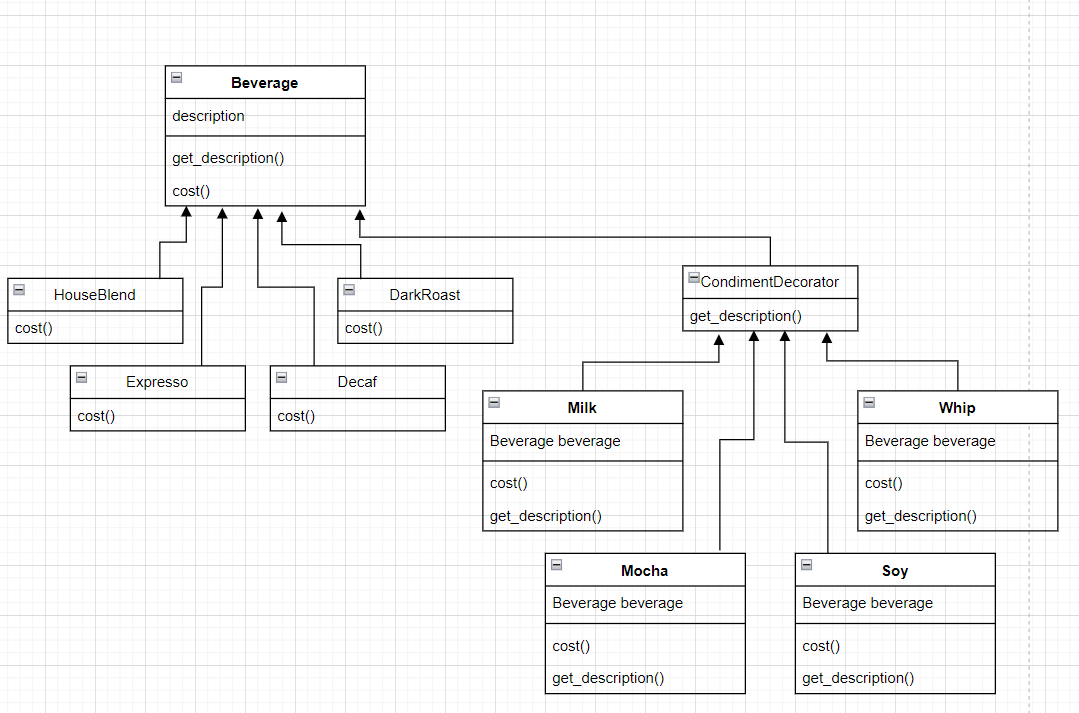 Beverage
description
get_description()
cost()
HouseBlend
cost()
DarkRoast
cost()
CondimentDecorator
get_description()
Expresso
cost()
Decaf
cost()
Milk
Beverage beverage
cost()
get_description()
Whip
Beverage beverage
cost()
get_description()
Mocha
Beverage beverage
cost()
get_description()
Soy
Beverage beverage
cost()
get_description()